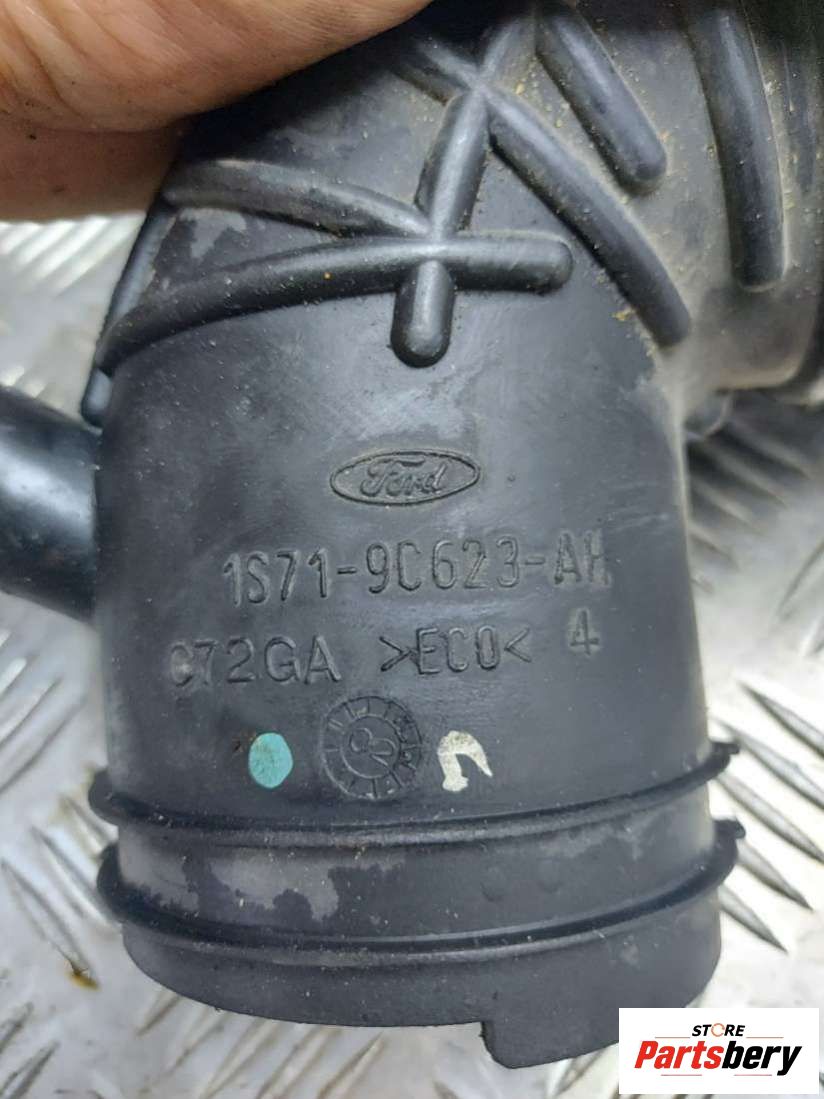 Ford
1S71-9C623-AH
C72GA >ECO< 4
STORE
Partsbery